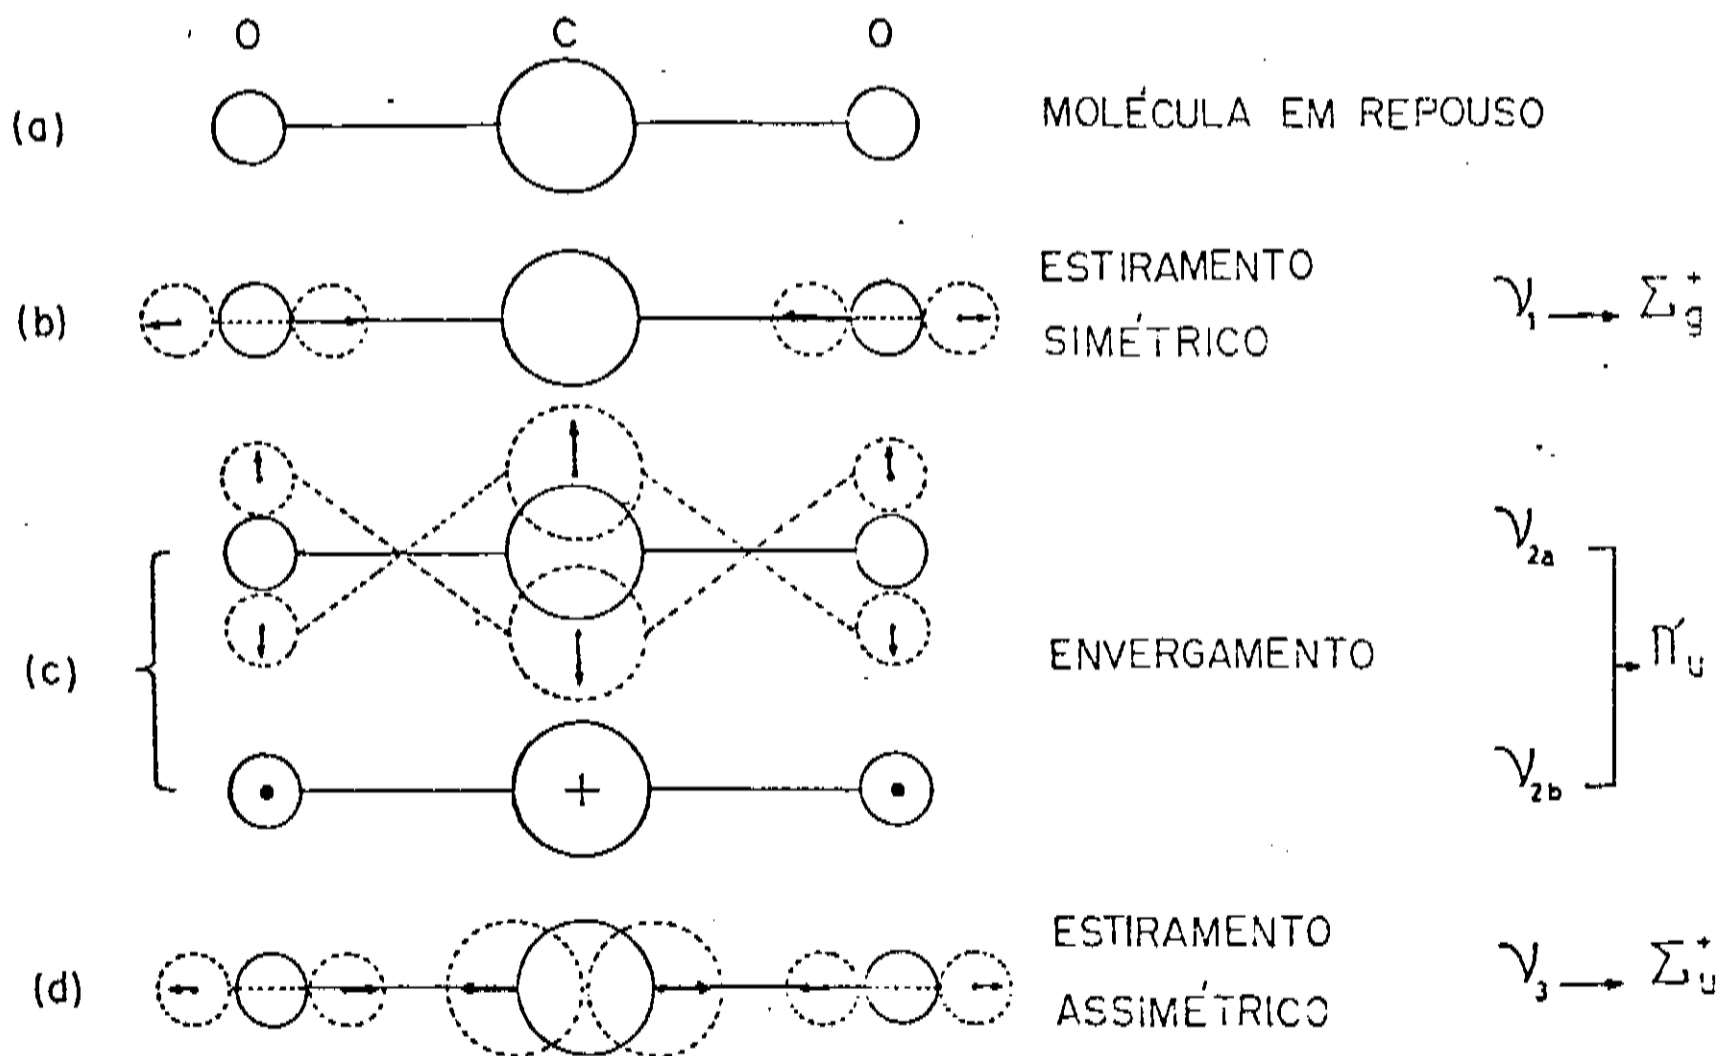 O C O
(a) MOLÉCULA EM REPOUSO
(b) ESTIRAMENTO
SIMÉTRICO
ν₁ → Σg⁺
(c) ENVERGAMENTO
ν₂ₐ
Πu
ν₂b
+
(d) ESTIRAMENTO
ASSIMÉTRICO
ν₃ → Σu⁺